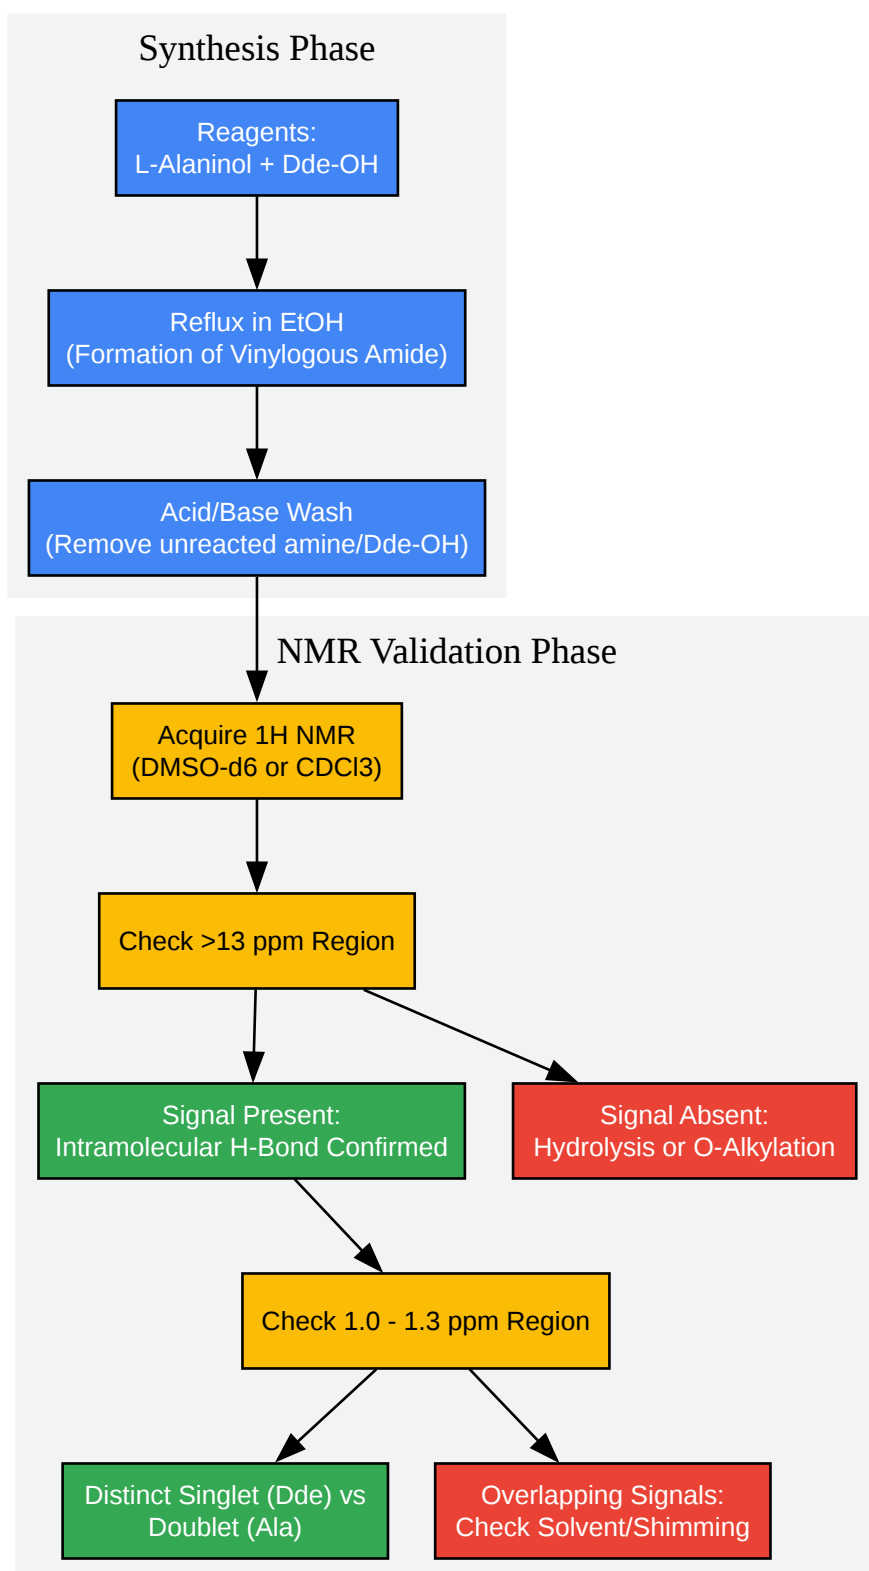 Synthesis Phase
Reagents:
L-Alaninol + Dde-OH
Reflux in EtOH
(Formation of Vinylogous Amide)
Acid/Base Wash
(Remove unreacted amine/Dde-OH)
NMR Validation Phase
Acquire 1H NMR
(DMSO-d6 or CDCl3)
Check >13 ppm Region
Signal Present:
Intramolecular H-Bond Confirmed
Signal Absent:
Hydrolysis or O-Alkylation
Check 1.0 - 1.3 ppm Region
Distinct Singlet (Dde) vs
Doublet (Ala)
Overlapping Signals:
Check Solvent/Shimming